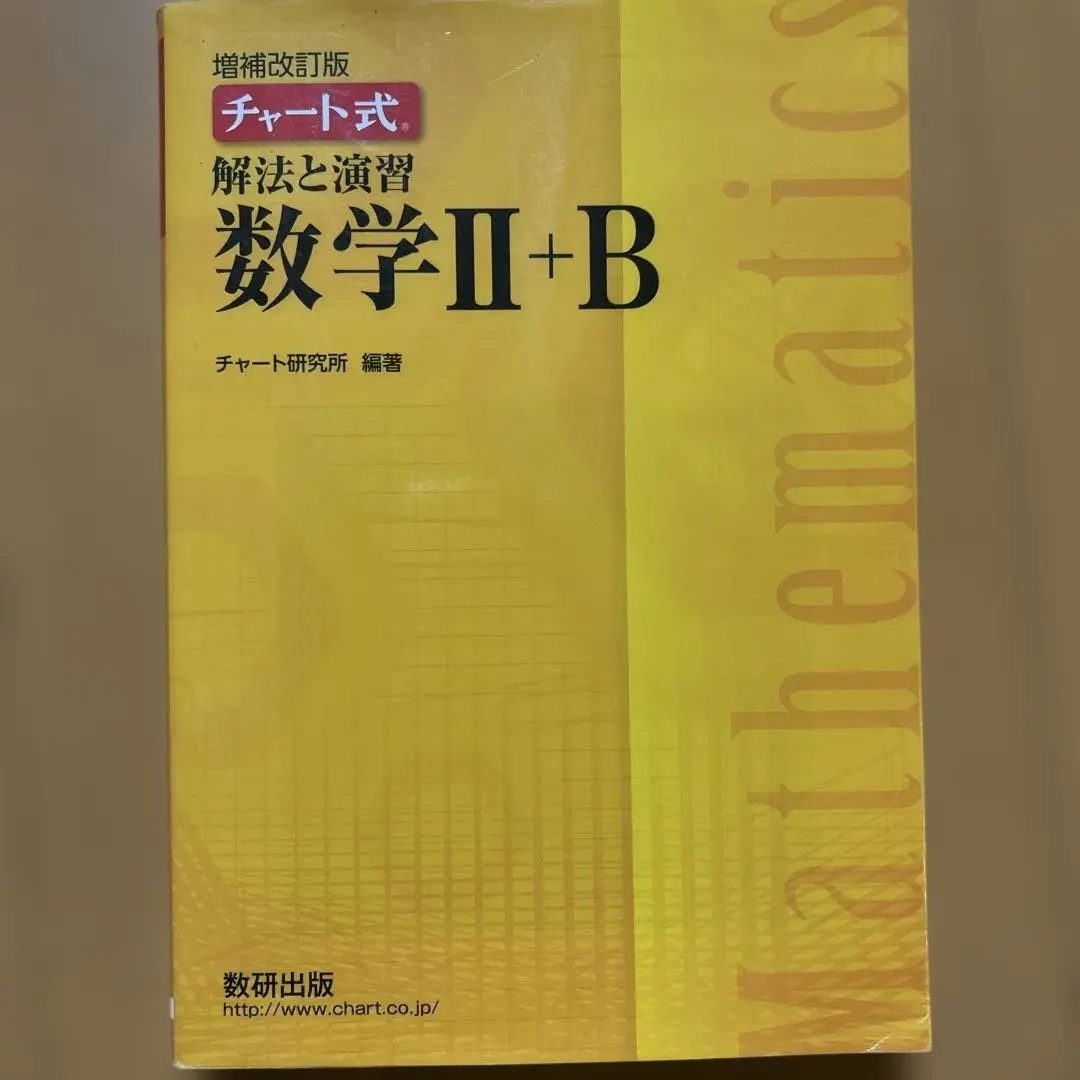 増補改訂版
チャート式®
解法と演習
数学Ⅱ+B
チャート研究所 編著
Mathematics
数研出版
http://www.chart.co.jp/